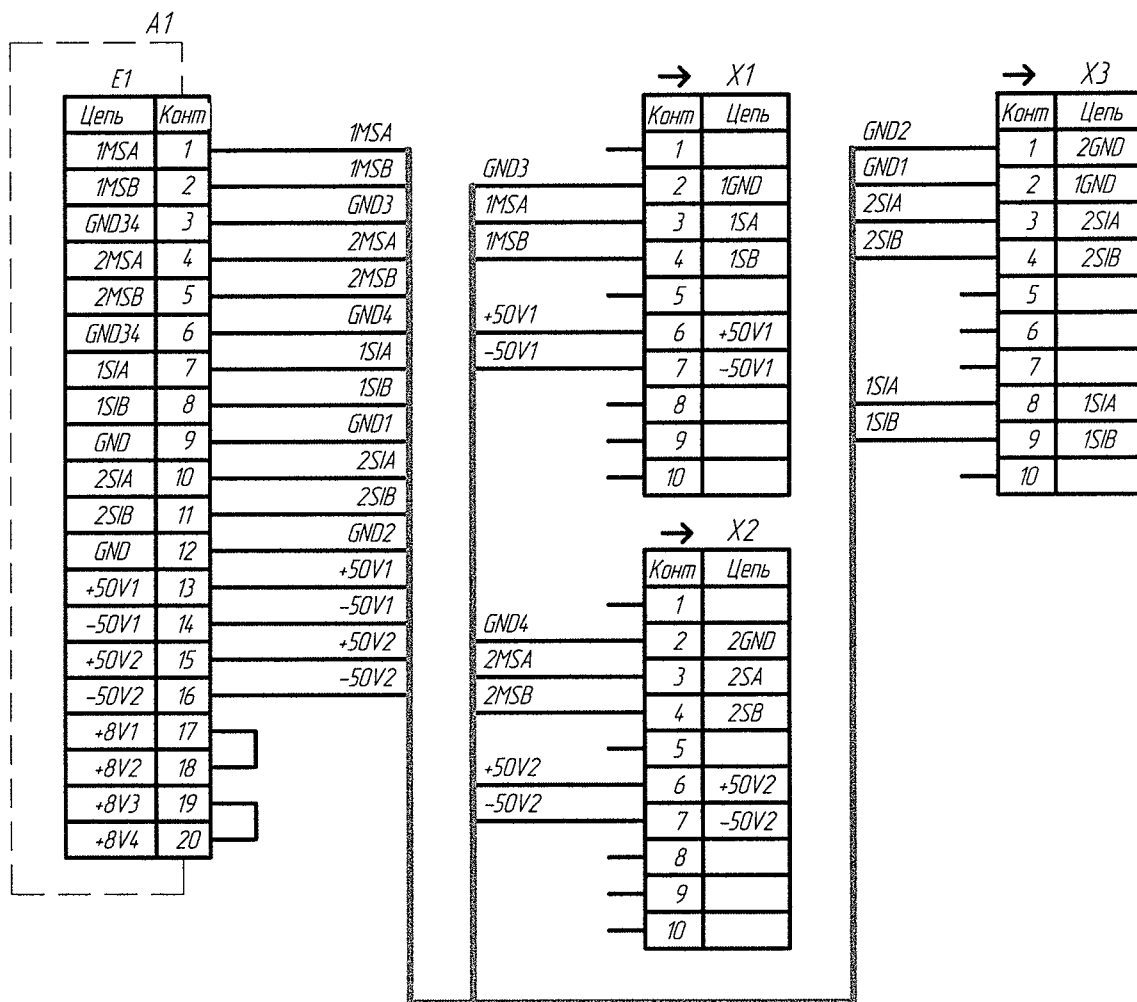 A1
E1
Цепь Конт
1MSA 1 1MSA
1MSB 2 1MSB
GND34 3 GND3
2MSA 4 2MSA
2MSB 5 2MSB
GND34 6 GND4
1SIA 7 1SIA
1SIB 8 1SIB
GND 9 GND1
2SIA 10 2SIA
2SIB 11 2SIB
GND 12 GND2
+50V1 13 +50V1
-50V1 14 -50V1
+50V2 15 +50V2
-50V2 16 -50V2
+8V1 17
+8V2 18
+8V3 19
+8V4 20
→ X1
Конт Цепь
1
GND3 2 1GND
1MSA 3 1SA
1MSB 4 1SB
5
+50V1 6 +50V1
-50V1 7 -50V1
8
9
10
→ X2
Конт Цепь
1
GND4 2 2GND
2MSA 3 2SA
2MSB 4 2SB
5
+50V2 6 +50V2
-50V2 7 -50V2
8
9
10
→ X3
Конт Цепь
GND2 1 2GND
GND1 2 1GND
2SIA 3 2SIA
2SIB 4 2SIB
5
6
7
1SIA 8 1SIA
1SIB 9 1SIB
10